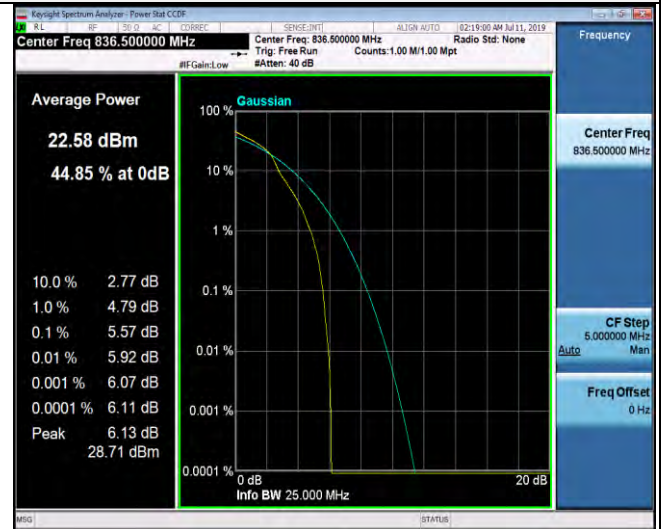 Keysight Spectrum Analyzer - Power Stat CCDF
RL RF 50 Ω AC CORREC SENSE:INT ALIGN AUTO 02:19:00 AM Jul 11, 2019
Center Freq 836.500000 MHz
Center Freq: 836.500000 MHz Radio Std: None
Trig: Free Run Counts:1.00 M/1.00 Mpt
#IFGain:Low #Atten: 40 dB
Frequency
Average Power
22.58 dBm
44.85 % at 0dB
10.0 % 2.77 dB
1.0 % 4.79 dB
0.1 % 5.57 dB
0.01 % 5.92 dB
0.001 % 6.07 dB
0.0001 % 6.11 dB
Peak 6.13 dB
28.71 dBm
Gaussian
100 %
10 %
1 %
0.1 %
0.01 %
0.001 %
0.0001 %
0 dB 20 dB
Info BW 25.000 MHz
Center Freq
836.500000 MHz
CF Step
5.000000 MHz
Auto Man
Freq Offset
0 Hz
MSG STATUS